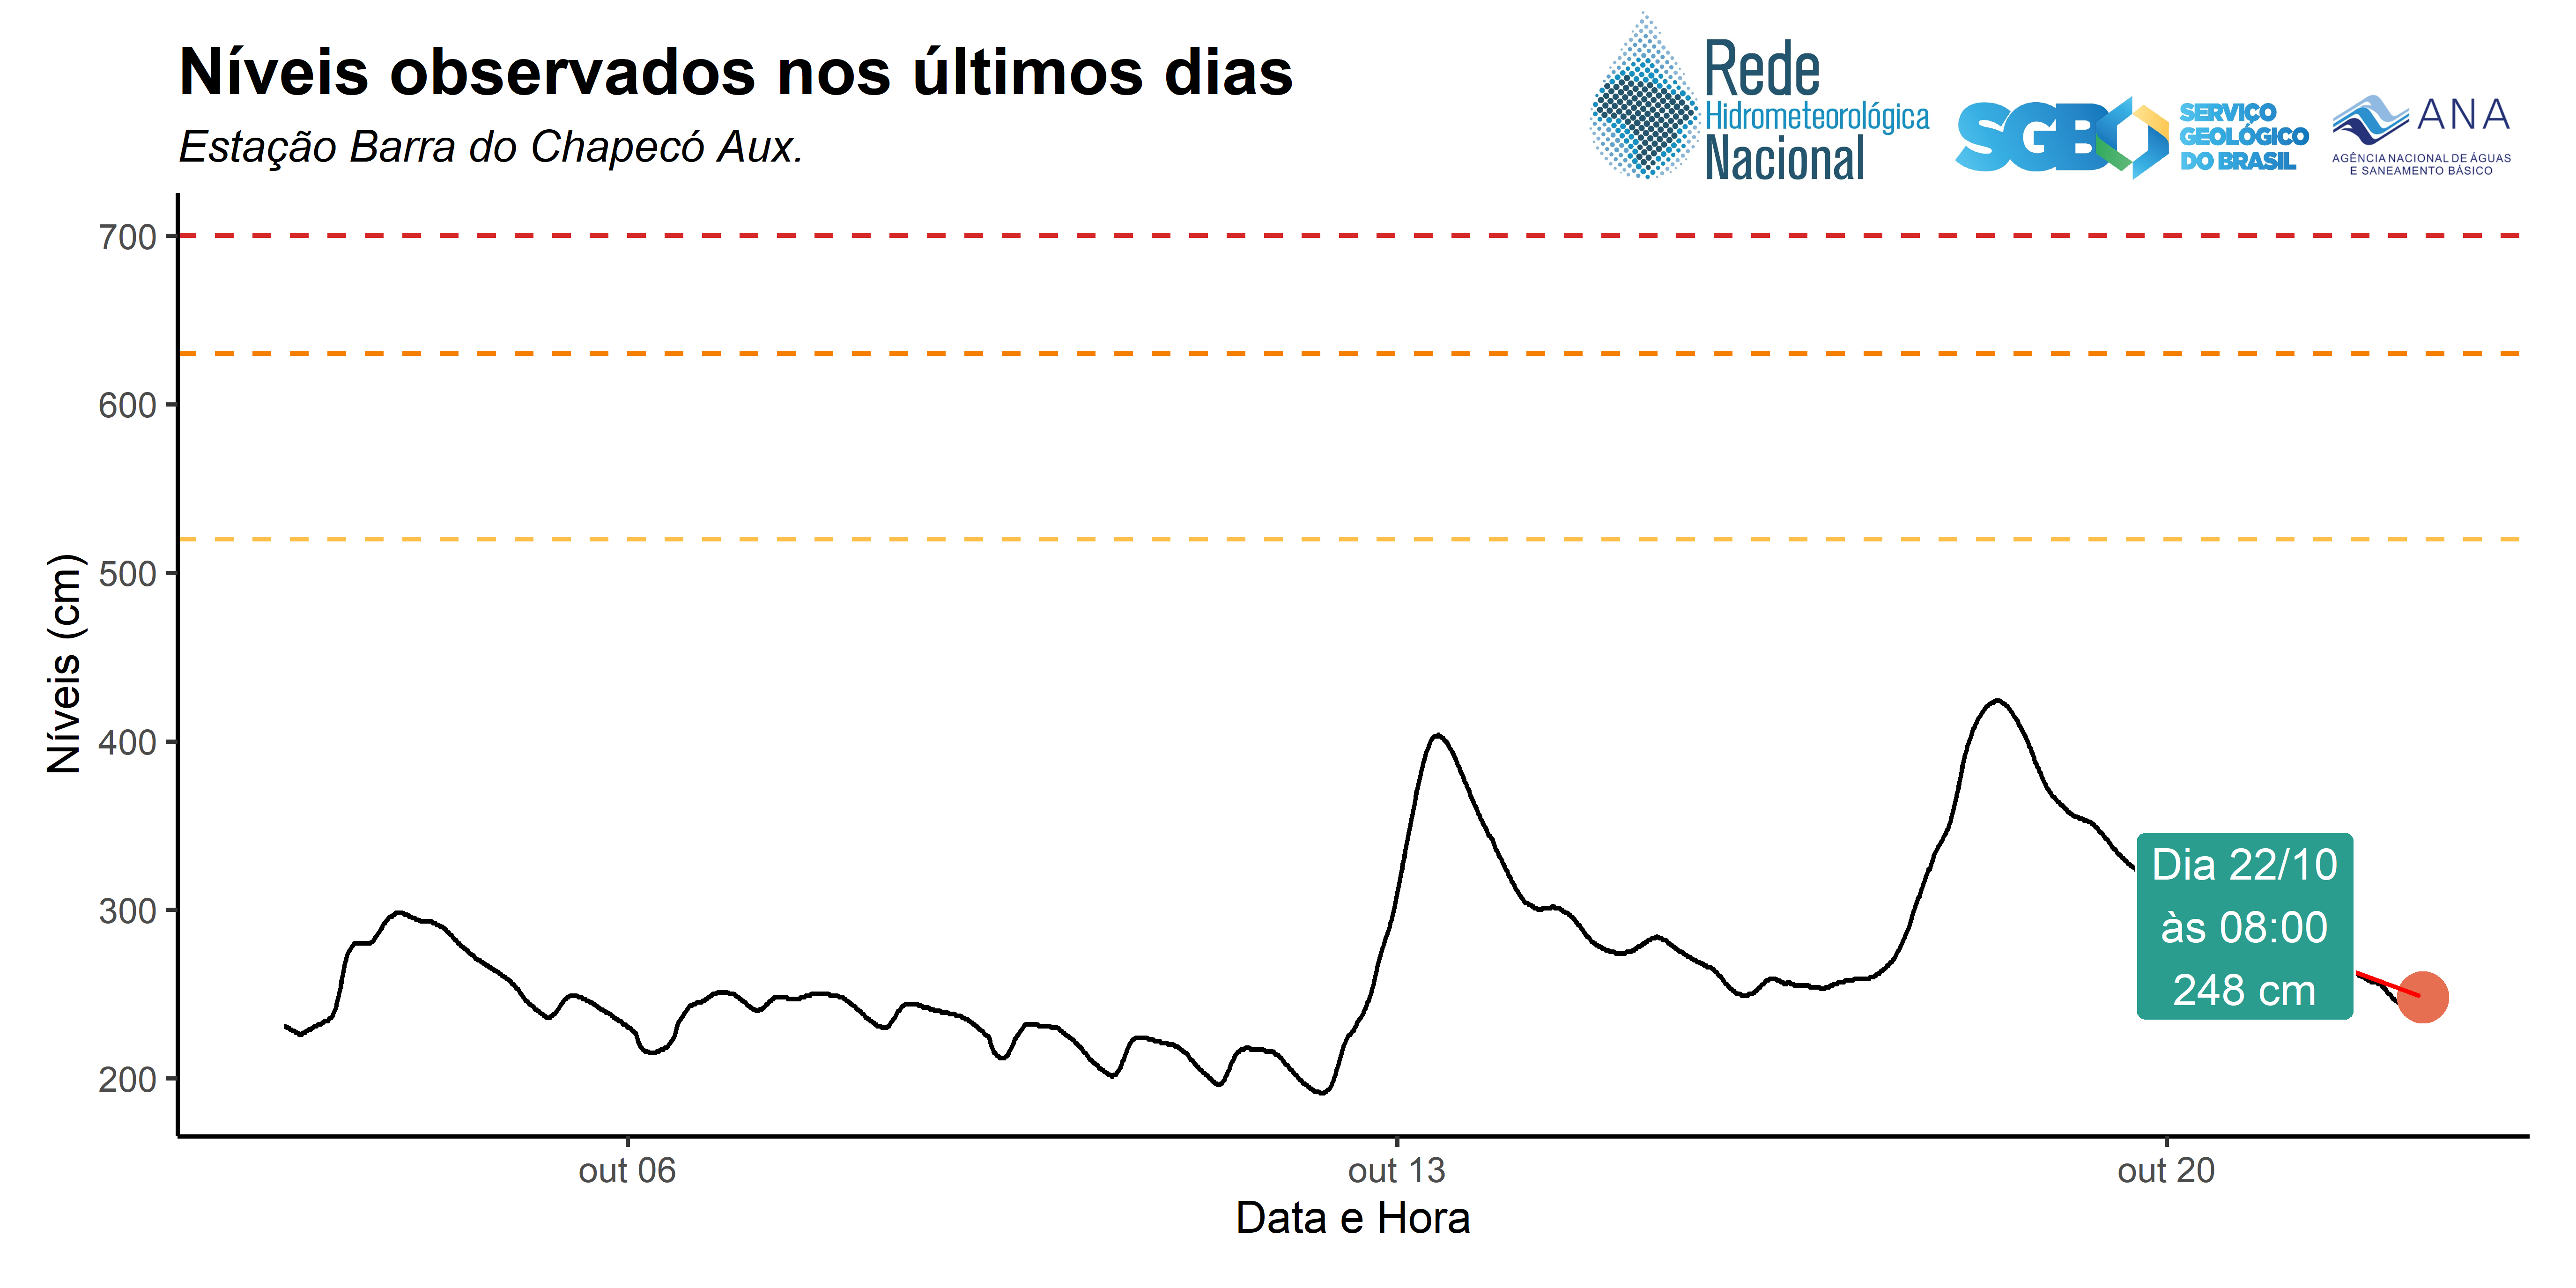 Níveis observados nos últimos dias
Estação Barra do Chapecó Aux.
Rede
Hidrometeorológica
Nacional
SGB
SERVIÇO
GEOLÓGICO
DO BRASIL
ANA
AGÊNCIA NACIONAL DE ÁGUAS
E SANEAMENTO BÁSICO
Níveis (cm)
700
600
500
400
300
200
Dia 22/10
às 08:00
248 cm
out 06
out 13
out 20
Data e Hora